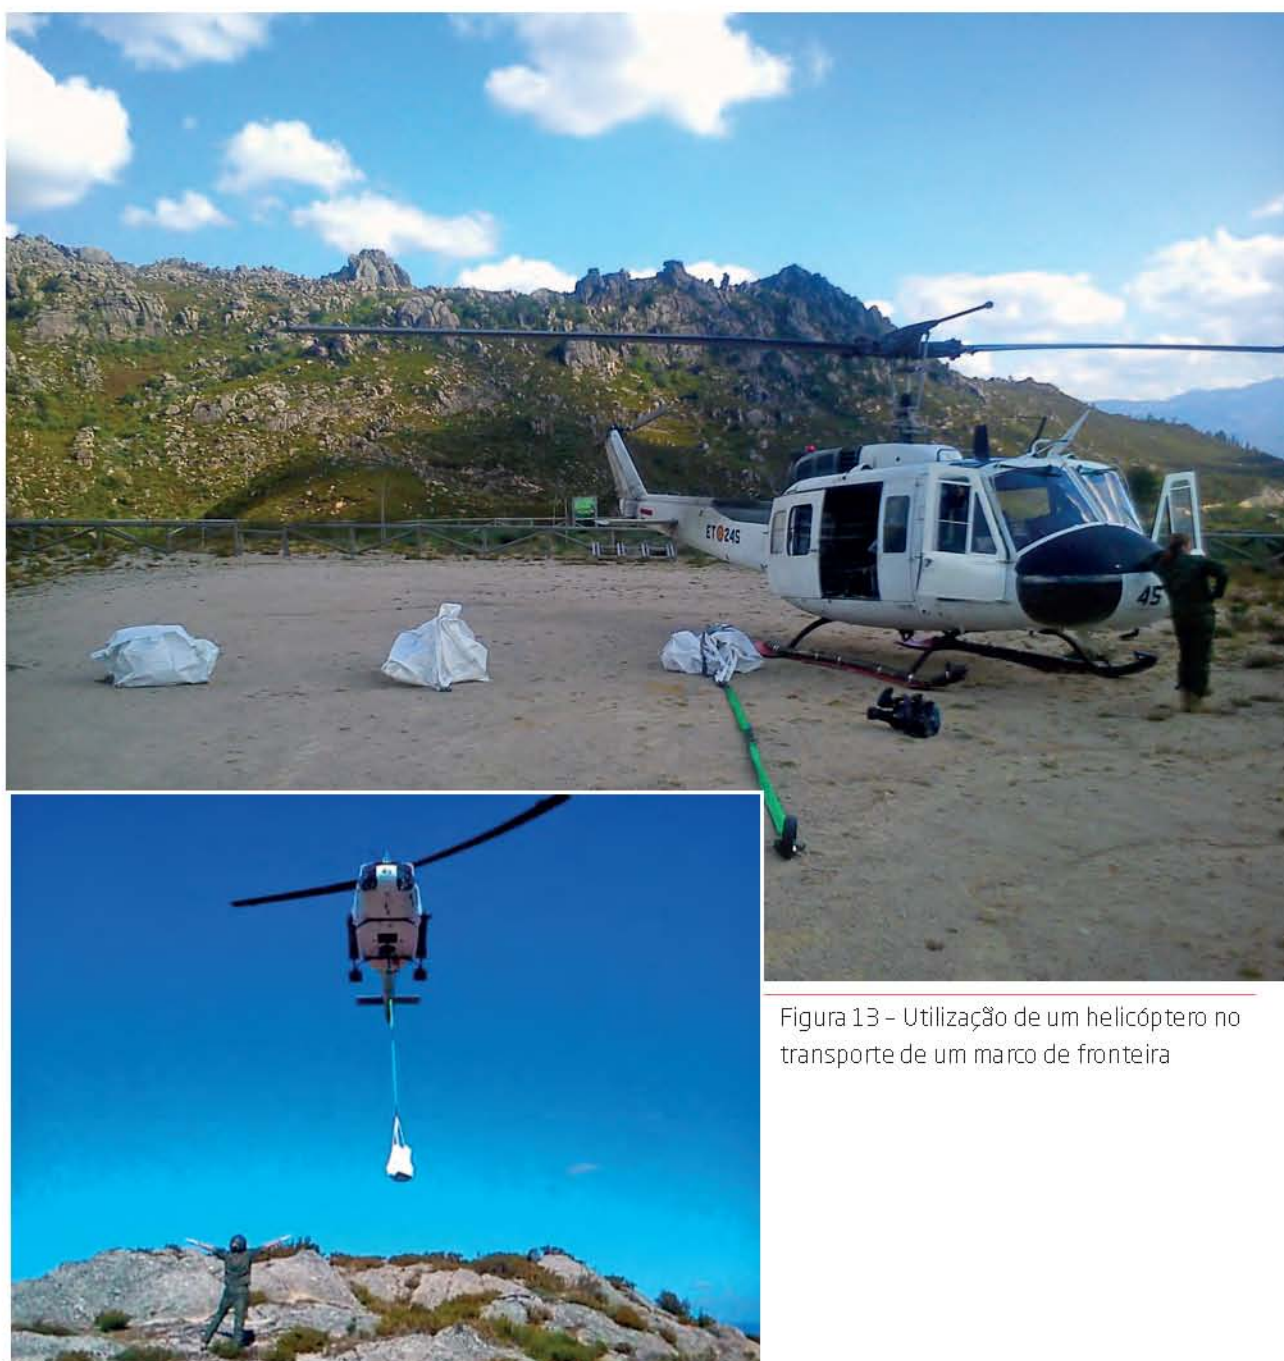 ET 245
45
Figura 13 – Utilização de um helicóptero no
transporte de um marco de fronteira